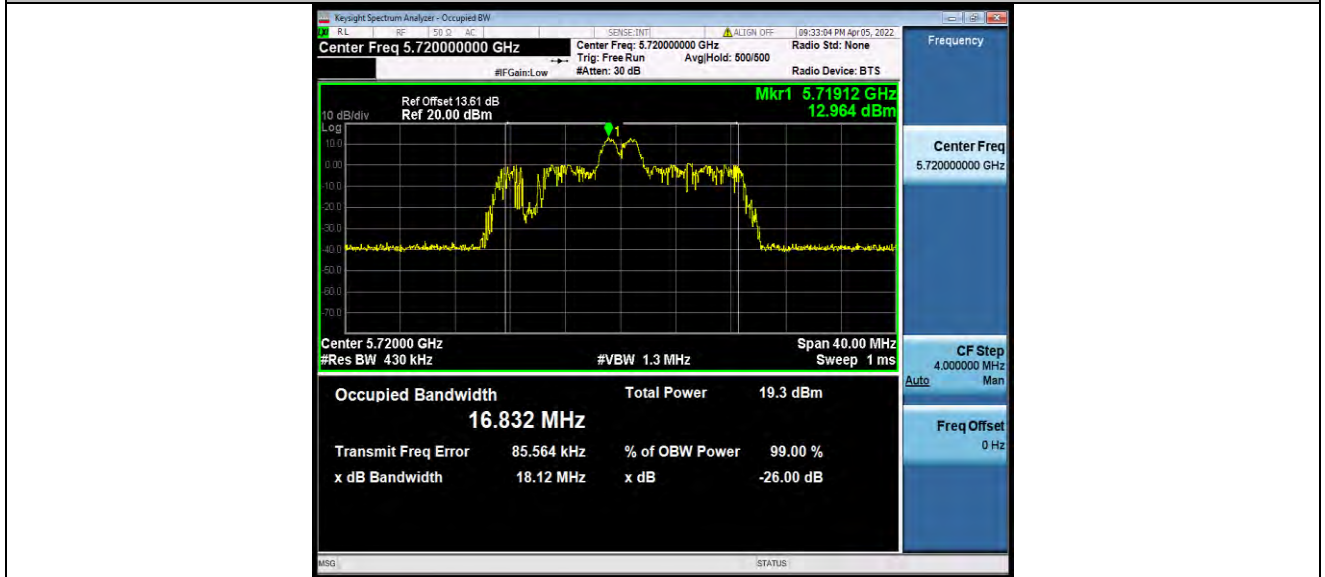 Keysight Spectrum Analyzer - Occupied BW
RL RF 50 Ω AC SENSE:INT ALIGN OFF 09:33:04 PM Apr 05, 2022
Center Freq 5.720000000 GHz Center Freq: 5.720000000 GHz Radio Std: None
Trig: Free Run Avg|Hold: 500/500
#IFGain:Low #Atten: 30 dB Radio Device: BTS
Frequency
Mkr1 5.71912 GHz
12.964 dBm
Ref Offset 13.61 dB
10 dB/div Ref 20.00 dBm
Log
1
10.0
0.00
-10.0
-20.0
-30.0
-40.0
-50.0
-60.0
-70.0
Center 5.72000 GHz Span 40.00 MHz
#Res BW 430 kHz #VBW 1.3 MHz Sweep 1 ms
Center Freq
5.720000000 GHz
CF Step
4.000000 MHz
Auto Man
Freq Offset
0 Hz
Occupied Bandwidth Total Power 19.3 dBm
16.832 MHz
Transmit Freq Error 85.564 kHz % of OBW Power 99.00 %
x dB Bandwidth 18.12 MHz x dB -26.00 dB
MSG STATUS